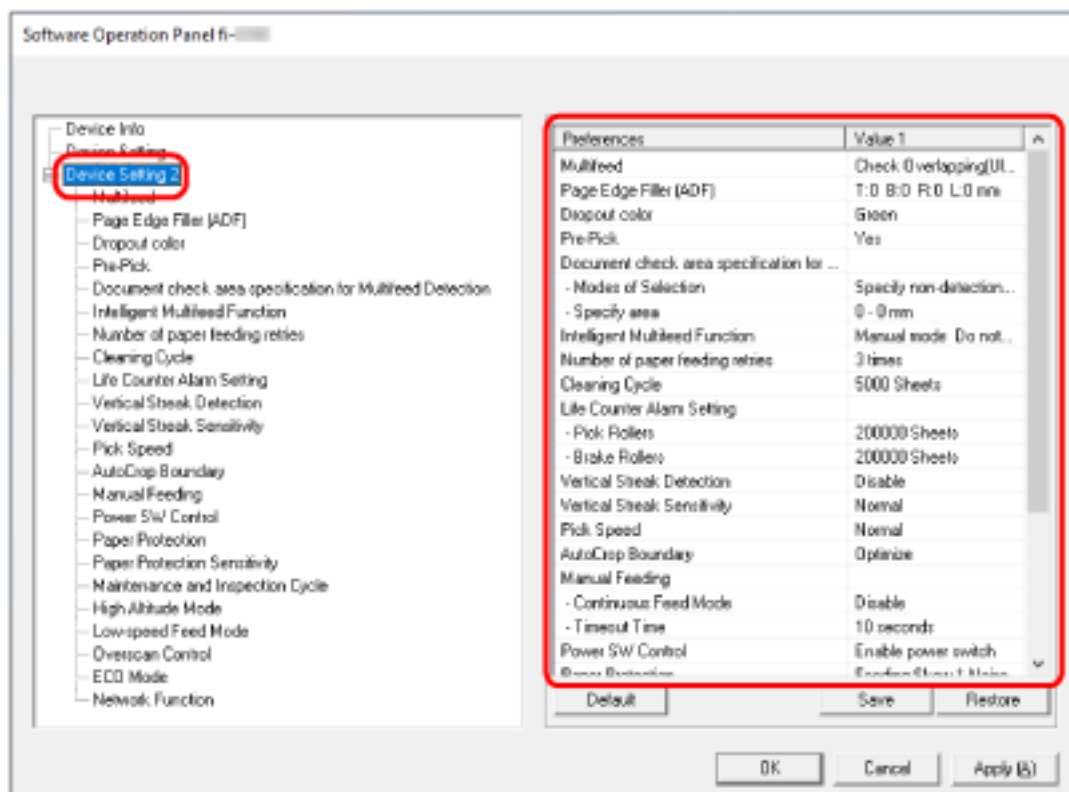 Software Operation Panel fi-
Device Info
Device Setting
Device Setting 2
Multifeed
Page Edge Filler (ADF)
Dropout color
Pre-Pick
Document check area specification for Multifeed Detection
Intelligent Multifeed Function
Number of paper feeding retries
Cleaning Cycle
Life Counter Alarm Setting
Vertical Streak Detection
Vertical Streak Sensitivity
Pick Speed
AutoCrop Boundary
Manual Feeding
Power SW Control
Paper Protection
Paper Protection Sensitivity
Maintenance and Inspection Cycle
High Altitude Mode
Low-speed Feed Mode
Overscan Control
ECO Mode
Network Function
Preferences Value 1
Multifeed Check Overlapping(Ul...
Page Edge Filler (ADF) T:0 B:0 R:0 L:0 mm
Dropout color Green
Pre-Pick Yes
Document check area specification for ...
- Modes of Selection Specify non-detection...
- Specify area 0 - 0 mm
Intelligent Multifeed Function Manual mode Do not...
Number of paper feeding retries 3 times
Cleaning Cycle 5000 Sheets
Life Counter Alarm Setting
- Pick Rollers 200000 Sheets
- Brake Rollers 200000 Sheets
Vertical Streak Detection Disable
Vertical Streak Sensitivity Normal
Pick Speed Normal
AutoCrop Boundary Optimize
Manual Feeding
- Continuous Feed Mode Disable
- Timeout Time 10 seconds
Power SW Control Enable power switch
Paper Protection
Default Save Restore
OK Cancel Apply (A)